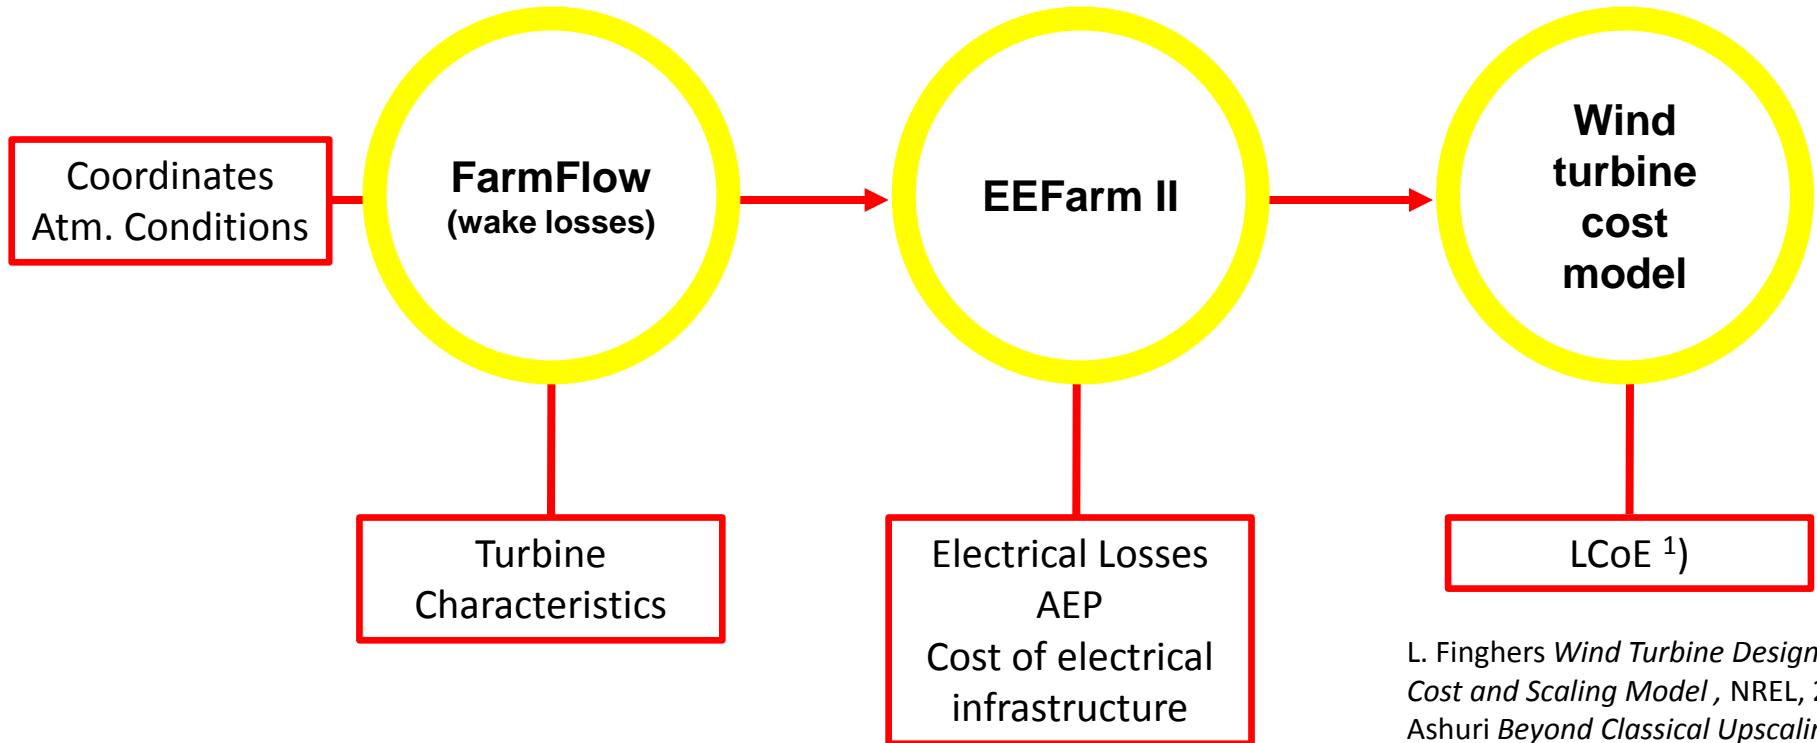 Coordinates
Atm. Conditions
FarmFlow
(wake losses)
EEFarm II
Wind
turbine
cost
model
Turbine
Characteristics
Electrical Losses
AEP
Cost of electrical
infrastructure
LCoE ¹)
L. Finghers Wind Turbine Design
Cost and Scaling Model , NREL,
Ashuri Beyond Classical